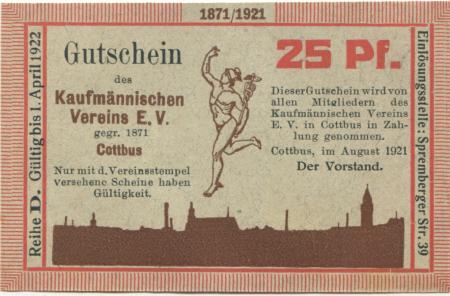 1871/1921
Reihe D. Gültig bis 1. April 1922
Gutschein
des
Kaufmännischen
Vereins E. V.
gegr. 1871
Cottbus
Nur mit d. Vereinsstempel
versehene Scheine haben
Gültigkeit.
25 Pf.
Dieser Gutschein wird von
allen Mitgliedern des
Kaufmännischen Vereins
E. V. in Cottbus in Zah-
lung genommen.
Cottbus, im August 1921
Der Vorstand.
Einlösungsstelle: Spremberger Str. 39